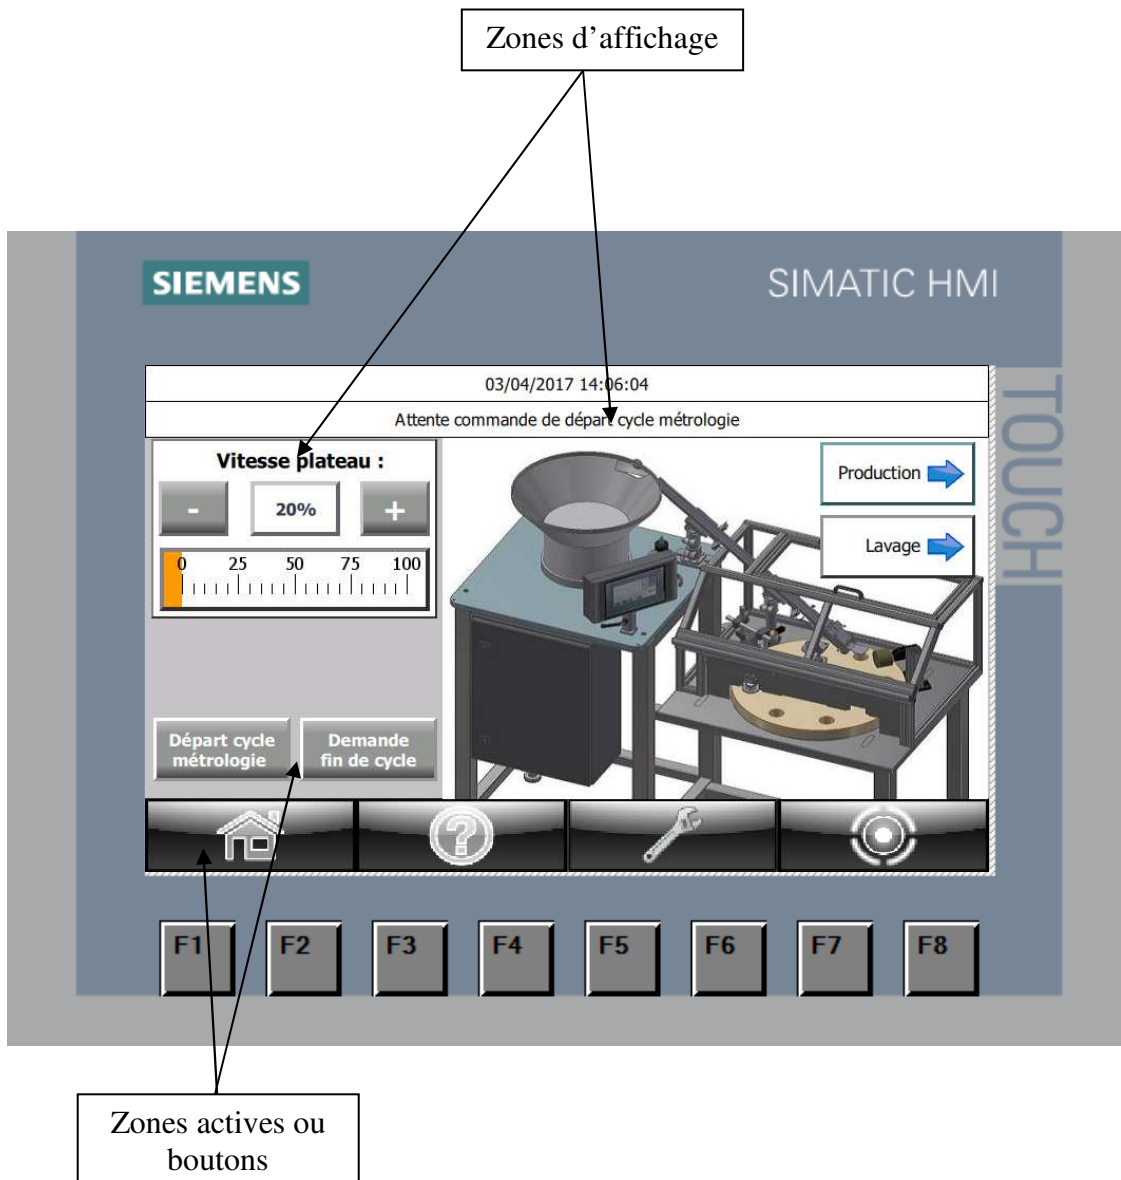 Zones d'affichage
SIEMENS
SIMATIC HMI
TOUCH
03/04/2017 14:06:04
Attente commande de départ cycle métrologie
Vitesse plateau :
- 20% +
0 25 50 75 100
Production
Lavage
Départ cycle
métrologie
Demande
fin de cycle
?
F1 F2 F3 F4 F5 F6 F7 F8
Zones actives ou
boutons